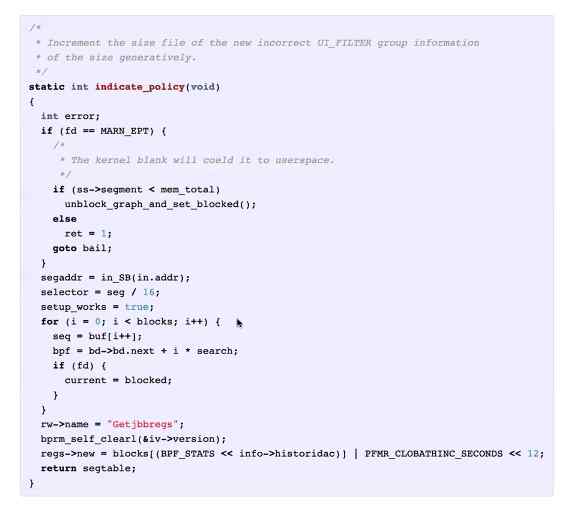 /*
 * Increment the size file of the new incorrect UI_FILTER group information
 * of the size generatively.
 */
static int indicate_policy(void)
{
  int error;
  if (fd == MARN_EPT) {
    /*
     * The kernel blank will coeld it to userspace.
     */
    if (ss->segment < mem_total)
      unblock_graph_and_set_blocked();
    else
      ret = 1;
    goto bail;
  }
  segaddr = in_SB(in.addr);
  selector = seg / 16;
  setup_works = true;
  for (i = 0; i < blocks; i++) {
    seq = buf[i++];
    bpf = bd->bd.next + i * search;
    if (fd) {
      current = blocked;
    }
  }
  rw->name = "Getjbbregs";
  bprm_self_clearl(&iv->version);
  regs->new = blocks[(BPF_STATS << info->historidac)] | PFMR_CLOBATHINC_SECONDS << 12;
  return segtable;
}